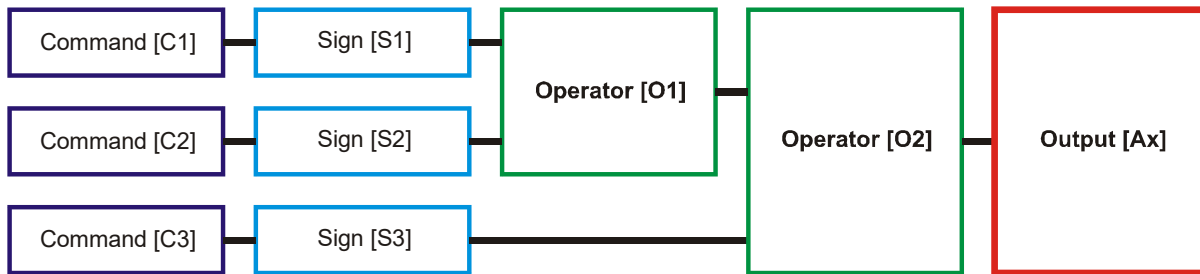 Command [C1]
Sign [S1]
Operator [O1]
Operator [O2]
Output [Ax]
Command [C2]
Sign [S2]
Command [C3]
Sign [S3]